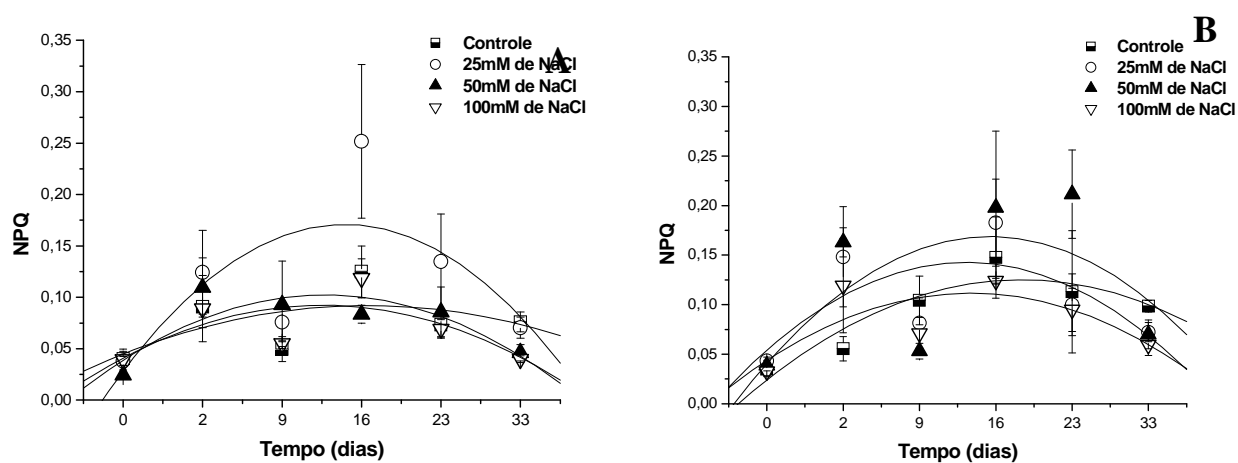 A
0,35
0,30
0,25
0,20
0,15
0,10
0,05
0,00
NPQ
Controle
25mM de NaCl
50mM de NaCl
100mM de NaCl
0 2 9 16 23 33
Tempo (dias)
B
0,35
0,30
0,25
0,20
0,15
0,10
0,05
0,00
NPQ
Controle
25mM de NaCl
50mM de NaCl
100mM de NaCl
0 2 9 16 23 33
Tempo (dias)